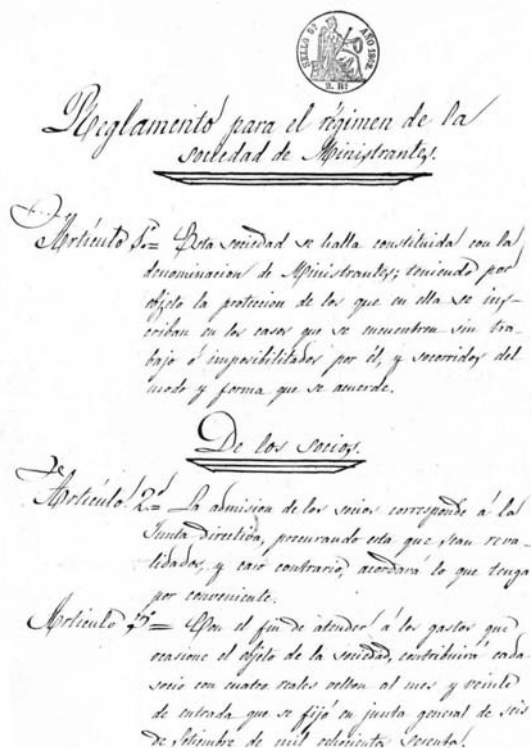 SELLO 9º AÑO 1862.
2. Rs
Reglamento para el régimen de la
sociedad de Ministrantes.
Artículo 1º = Esta sociedad se halla constituida con la
denominacion de Ministrantes; teniendo por
objeto la proteccion de los que en ella se ins-
criban en los casos que se encuentren sin tra-
bajo ó imposibilitados por él, y socorridos del
modo y forma que se acuerde.
De los socios.
Artículo 2º = La admision de los socios corresponde á la
Junta directiva, procurando esta que sean reva-
lidados, y caso contrario, acordará lo que tenga
por conveniente.
Artículo 3º = Con el fin de atender á los gastos que
ocasione el objeto de la sociedad, contribuirá cada
socio con cuatro reales vellon al mes y veinte
de entrada que se fijó en junta general de seis
de Setiembre de mil ochocientos sesenta.